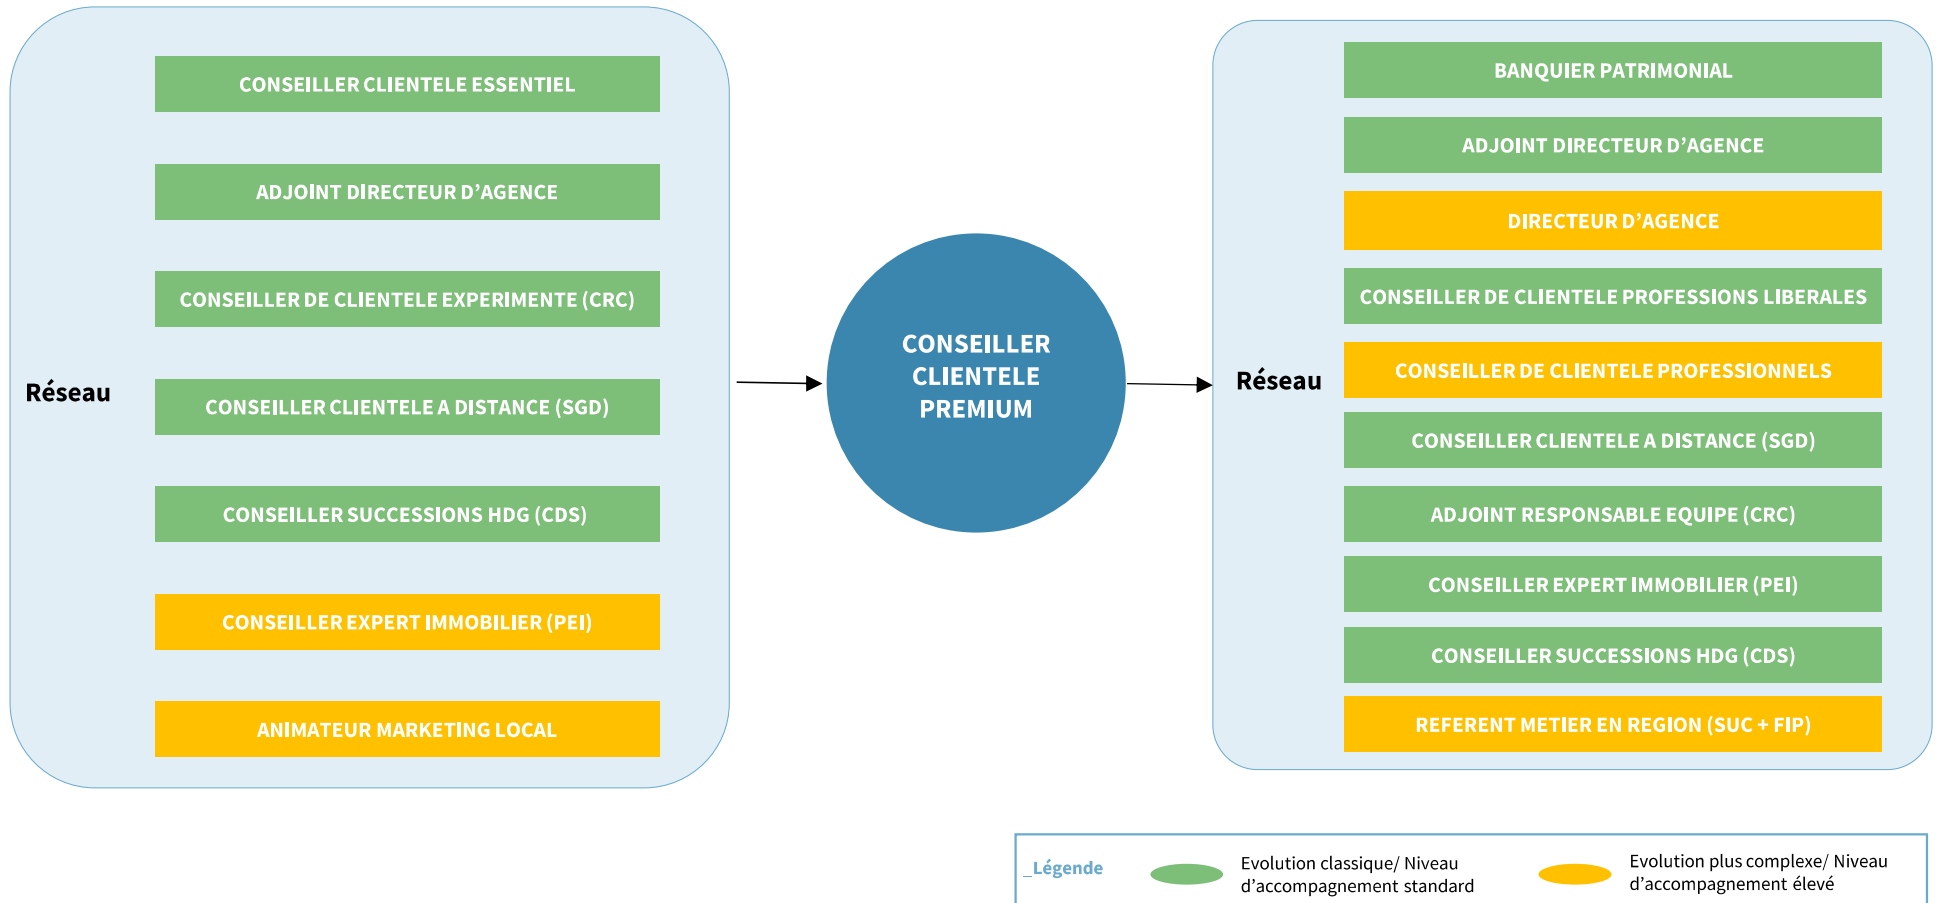 Réseau
CONSEILLER CLIENTELE ESSENTIEL
ADJOINT DIRECTEUR D’AGENCE
CONSEILLER DE CLIENTELE EXPERIMENTE (CRC)
CONSEILLER CLIENTELE A DISTANCE (SGD)
CONSEILLER SUCCESSIONS HDG (CDS)
CONSEILLER EXPERT IMMOBILIER (PEI)
ANIMATEUR MARKETING LOCAL
CONSEILLER
CLIENTELE
PREMIUM
Réseau
BANQUIER PATRIMONIAL
ADJOINT DIRECTEUR D’AGENCE
DIRECTEUR D’AGENCE
CONSEILLER DE CLIENTELE PROFESSIONS LIBERALES
CONSEILLER DE CLIENTELE PROFESSIONNELS
CONSEILLER CLIENTELE A DISTANCE (SGD)
ADJOINT RESPONSABLE EQUIPE (CRC)
CONSEILLER EXPERT IMMOBILIER (PEI)
CONSEILLER SUCCESSIONS HDG (CDS)
REFERENT METIER EN REGION (SUC + FIP)
_Légende
Evolution classique/ Niveau
d’accompagnement standard
Evolution plus complexe/ Niveau
d’accompagnement élevé